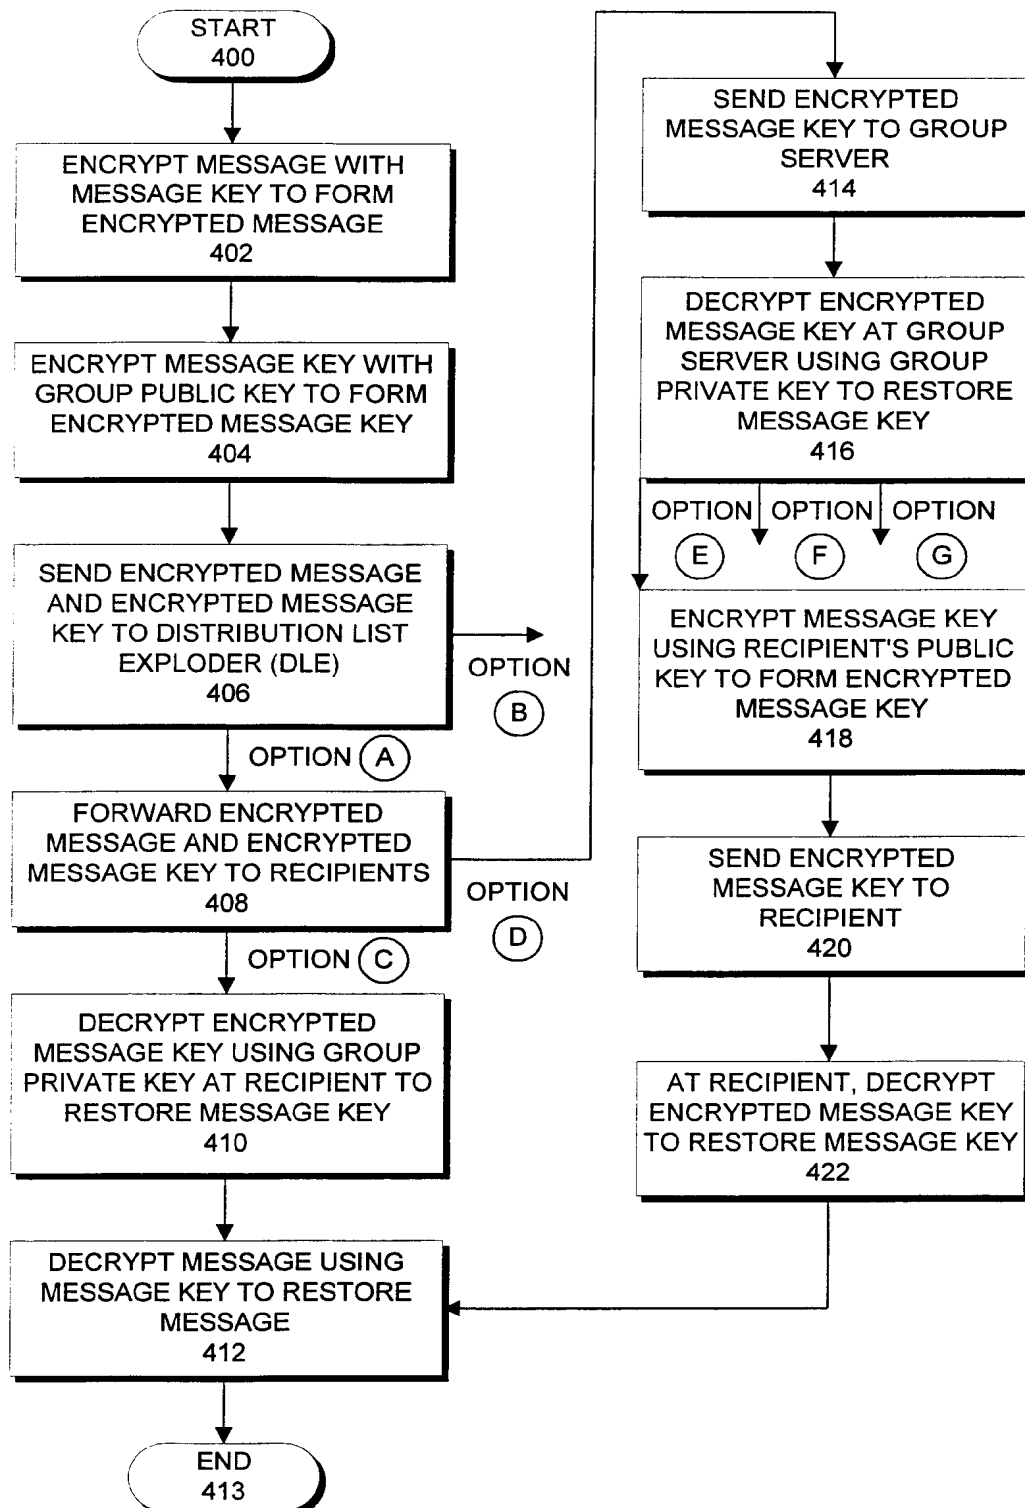 START
400
ENCRYPT MESSAGE WITH
MESSAGE KEY TO FORM
ENCRYPTED MESSAGE
402
ENCRYPT MESSAGE KEY WITH
GROUP PUBLIC KEY TO FORM
ENCRYPTED MESSAGE KEY
404
SEND ENCRYPTED MESSAGE
AND ENCRYPTED MESSAGE
KEY TO DISTRIBUTION LIST
EXPLODER (DLE)
406
OPTION
B
OPTION A
FORWARD ENCRYPTED
MESSAGE AND ENCRYPTED
MESSAGE KEY TO RECIPIENTS
408
OPTION
D
OPTION C
DECRYPT ENCRYPTED
MESSAGE KEY USING GROUP
PRIVATE KEY AT RECIPIENT TO
RESTORE MESSAGE KEY
410
DECRYPT MESSAGE USING
MESSAGE KEY TO RESTORE
MESSAGE
412
END
413
SEND ENCRYPTED
MESSAGE KEY TO GROUP
SERVER
414
DECRYPT ENCRYPTED
MESSAGE KEY AT GROUP
SERVER USING GROUP
PRIVATE KEY TO RESTORE
MESSAGE KEY
416
OPTION OPTION OPTION
E F G
ENCRYPT MESSAGE KEY
USING RECIPIENT'S PUBLIC
KEY TO FORM ENCRYPTED
MESSAGE KEY
418
SEND ENCRYPTED
MESSAGE KEY TO
RECIPIENT
420
AT RECIPIENT, DECRYPT
ENCRYPTED MESSAGE KEY
TO RESTORE MESSAGE KEY
422